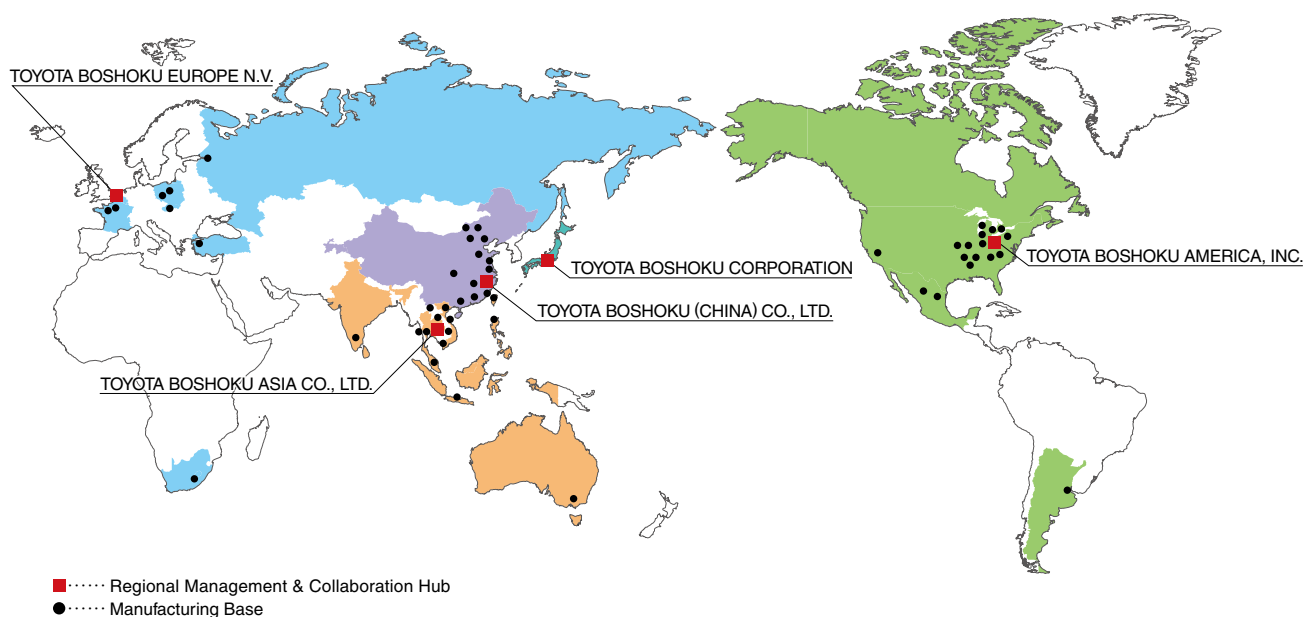 TOYOTA BOSHOKU EUROPE N.V.
TOYOTA BOSHOKU AMERICA, INC.
TOYOTA BOSHOKU CORPORATION
TOYOTA BOSHOKU (CHINA) CO., LTD.
TOYOTA BOSHOKU ASIA CO., LTD.
Regional Management & Collaboration Hub
Manufacturing Base